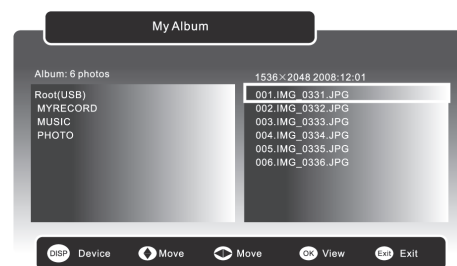 My Album
Album: 6 photos
1536×2048 2008:12:01
Root(USB)
MYRECORD
MUSIC
PHOTO
001.IMG_0331.JPG
002.IMG_0332.JPG
003.IMG_0333.JPG
004.IMG_0334.JPG
005.IMG_0335.JPG
006.IMG_0336.JPG
DISP Device Move Move OK View Exit Exit